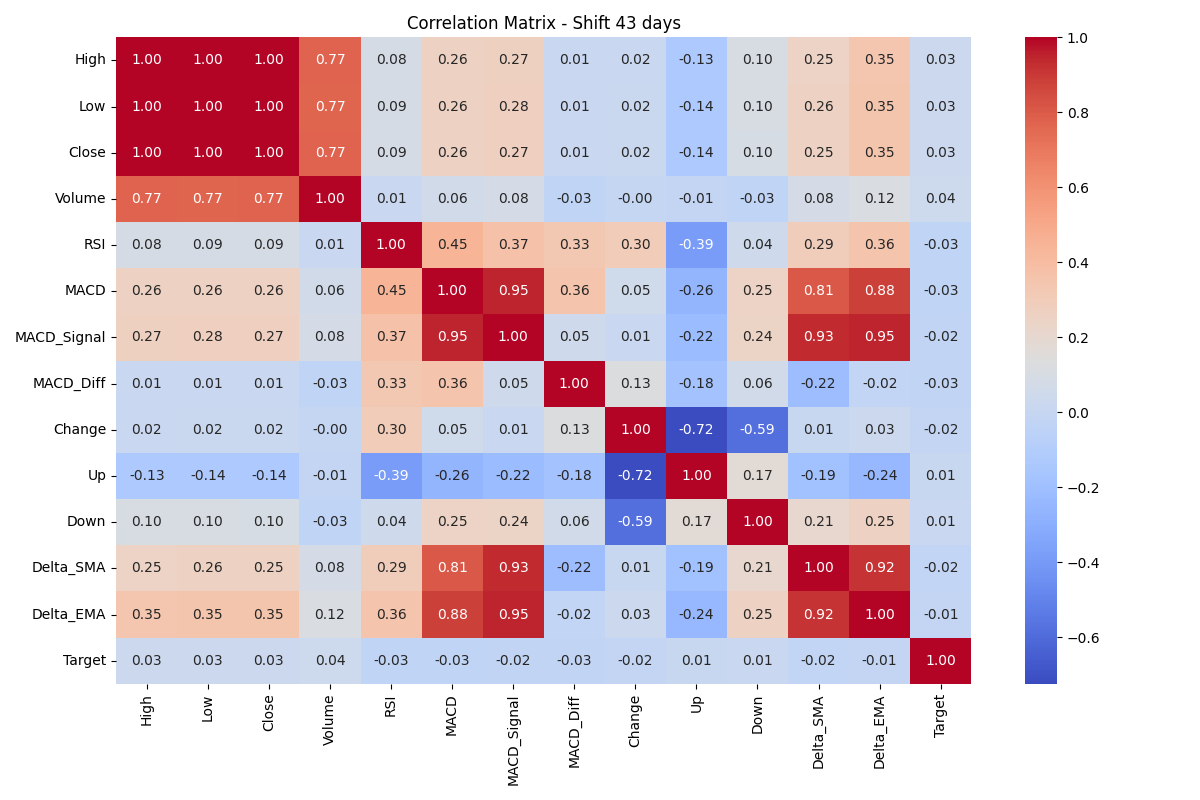 Correlation Matrix - Shift 43 days
High 1.00 1.00 1.00 0.77 0.08 0.26 0.27 0.01 0.02 -0.13 0.10 0.25 0.35 0.03
Low 1.00 1.00 1.00 0.77 0.09 0.26 0.28 0.01 0.02 -0.14 0.10 0.26 0.35 0.03
Close 1.00 1.00 1.00 0.77 0.09 0.26 0.27 0.01 0.02 -0.14 0.10 0.25 0.35 0.03
Volume 0.77 0.77 0.77 1.00 0.01 0.06 0.08 -0.03 -0.00 -0.01 -0.03 0.08 0.12 0.04
RSI 0.08 0.09 0.09 0.01 1.00 0.45 0.37 0.33 0.30 -0.39 0.04 0.29 0.36 -0.03
MACD 0.26 0.26 0.26 0.06 0.45 1.00 0.95 0.36 0.05 -0.26 0.25 0.81 0.88 -0.03
MACD_Signal 0.27 0.28 0.27 0.08 0.37 0.95 1.00 0.05 0.01 -0.22 0.24 0.93 0.95 -0.02
MACD_Diff 0.01 0.01 0.01 -0.03 0.33 0.36 0.05 1.00 0.13 -0.18 0.06 -0.22 -0.02 -0.03
Change 0.02 0.02 0.02 -0.00 0.30 0.05 0.01 0.13 1.00 -0.72 -0.59 0.01 0.03 -0.02
Up -0.13 -0.14 -0.14 -0.01 -0.39 -0.26 -0.22 -0.18 -0.72 1.00 0.17 -0.19 -0.24 0.01
Down 0.10 0.10 0.10 -0.03 0.04 0.25 0.24 0.06 -0.59 0.17 1.00 0.21 0.25 0.01
Delta_SMA 0.25 0.26 0.25 0.08 0.29 0.81 0.93 -0.22 0.01 -0.19 0.21 1.00 0.92 -0.02
Delta_EMA 0.35 0.35 0.35 0.12 0.36 0.88 0.95 -0.02 0.03 -0.24 0.25 0.92 1.00 -0.01
Target 0.03 0.03 0.03 0.04 -0.03 -0.03 -0.02 -0.03 -0.02 0.01 0.01 -0.02 -0.01 1.00
High Low Close Volume RSI MACD MACD_Signal MACD_Diff Change Up Down Delta_SMA Delta_EMA Target
1.0
0.8
0.6
0.4
0.2
0.0
−0.2
−0.4
−0.6